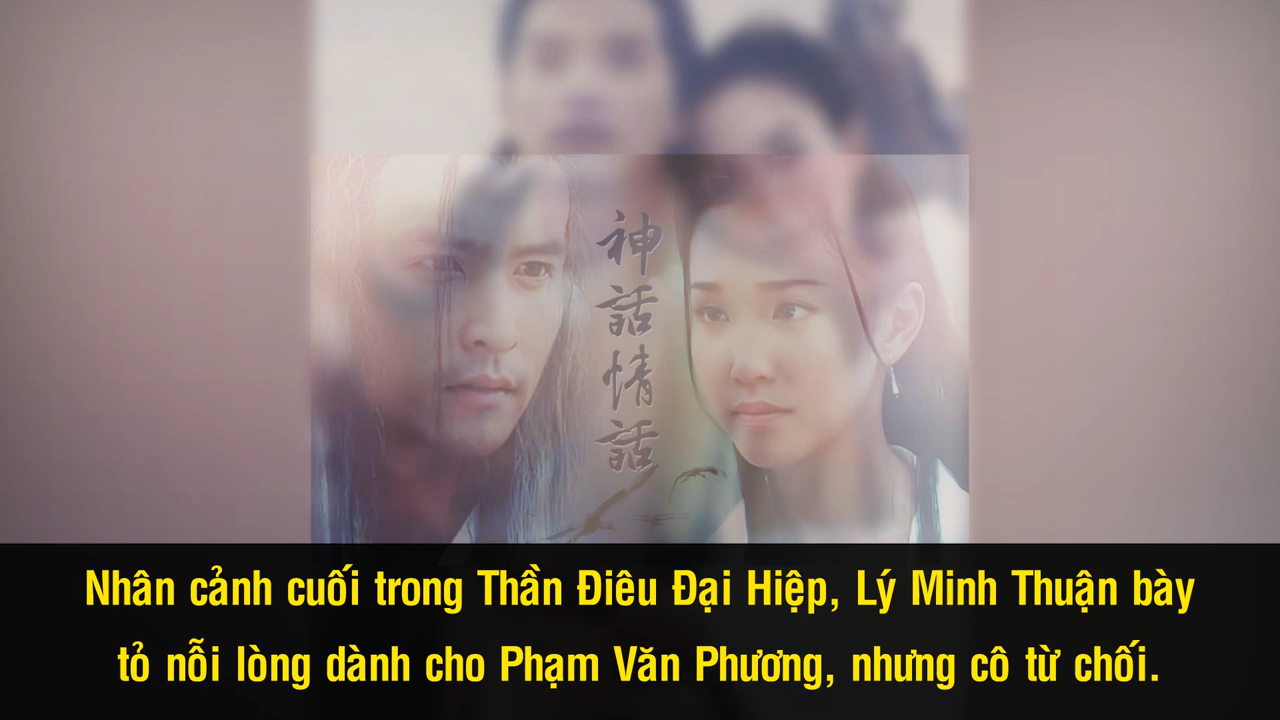 神話情話
Nhân cảnh cuối trong Thần Điêu Đại Hiệp, Lý Minh Thuận bày
tỏ nỗi lòng dành cho Phạm Văn Phương, nhưng cô từ chối.